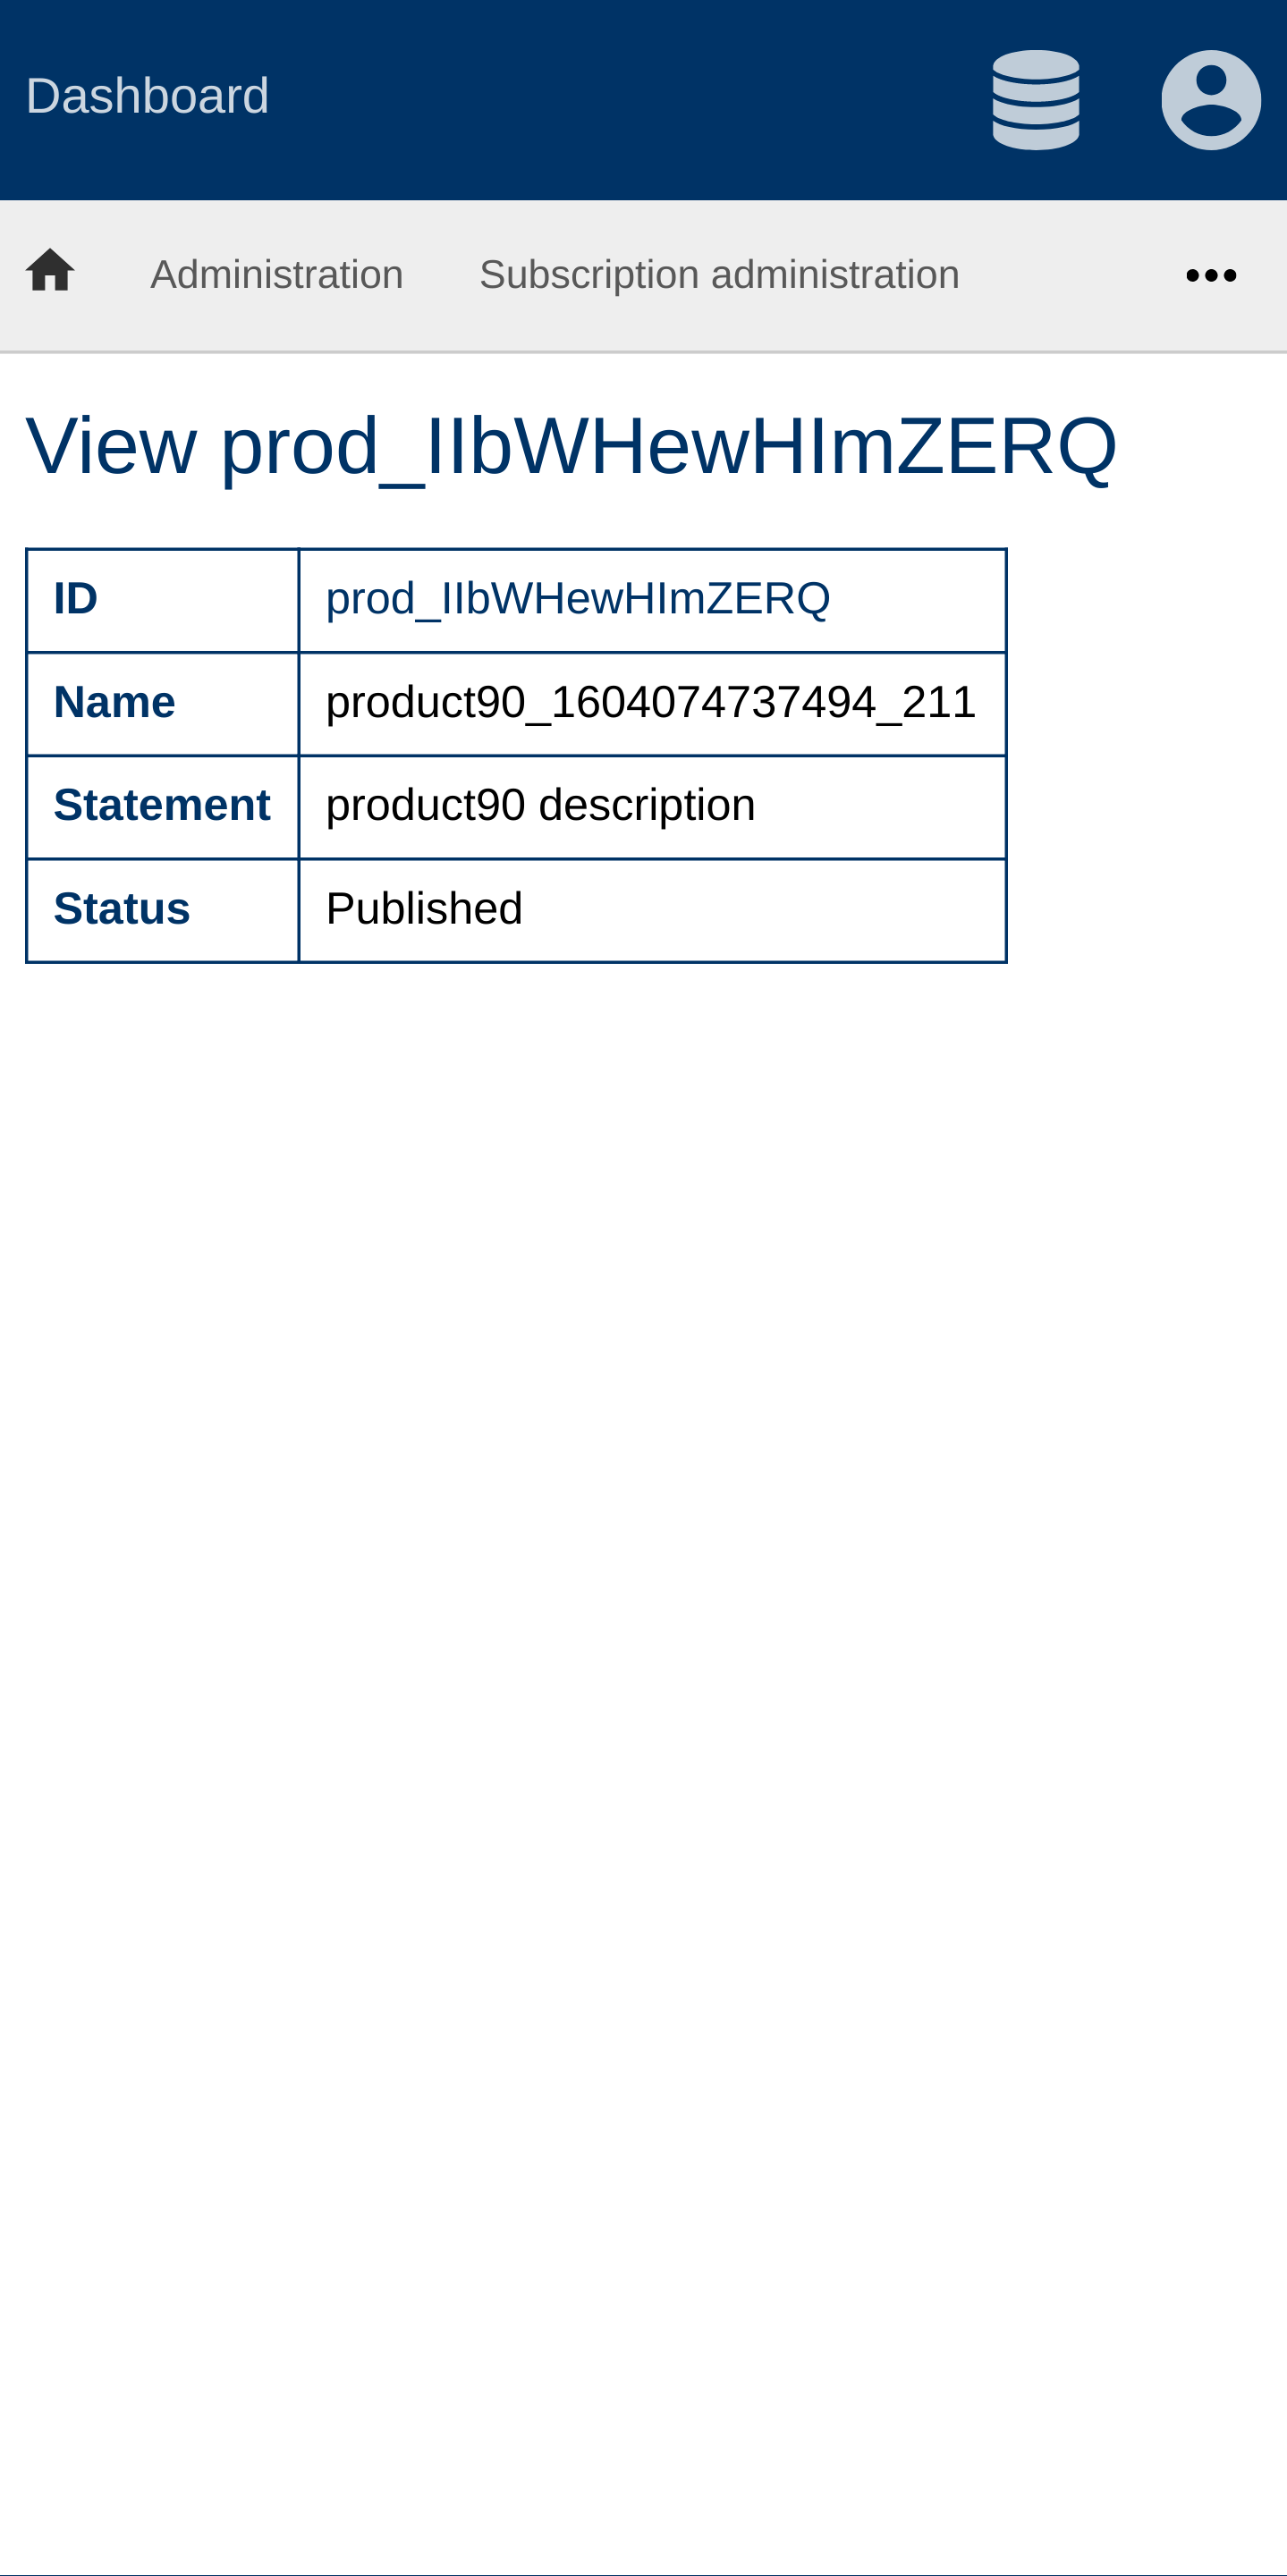 Dashboard
Administration Subscription administration
View prod_IIbWHewHImZERQ
ID prod_IIbWHewHImZERQ
Name product90_1604074737494_211
Statement product90 description
Status Published